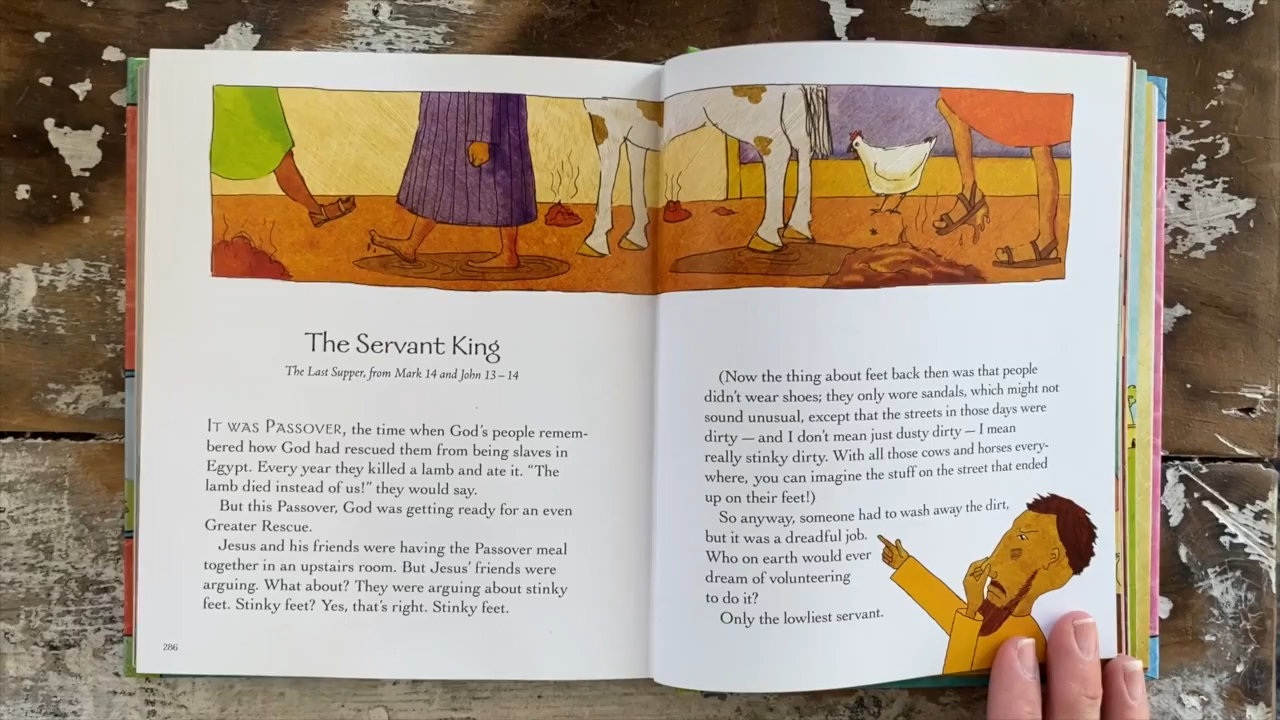 The Servant King
The Last Supper, from Mark 14 and John 13–14
IT WAS PASSOVER, the time when God's people remem-
bered how God had rescued them from being slaves in
Egypt. Every year they killed a lamb and ate it. "The
lamb died instead of us!" they would say.
But this Passover, God was getting ready for an even
Greater Rescue.
Jesus and his friends were having the Passover meal
together in an upstairs room. But Jesus' friends were
arguing. What about? They were arguing about stinky
feet. Stinky feet? Yes, that's right. Stinky feet.
286
(Now the thing about feet back then was that people
didn't wear shoes; they only wore sandals, which might not
sound unusual, except that the streets in those days were
dirty — and I don't mean just dusty dirty — I mean
really stinky dirty. With all those cows and horses every-
where, you can imagine the stuff on the street that ended
up on their feet!)
So anyway, someone had to wash away the dirt,
but it was a dreadful job.
Who on earth would ever
dream of volunteering
to do it?
Only the lowliest servant.